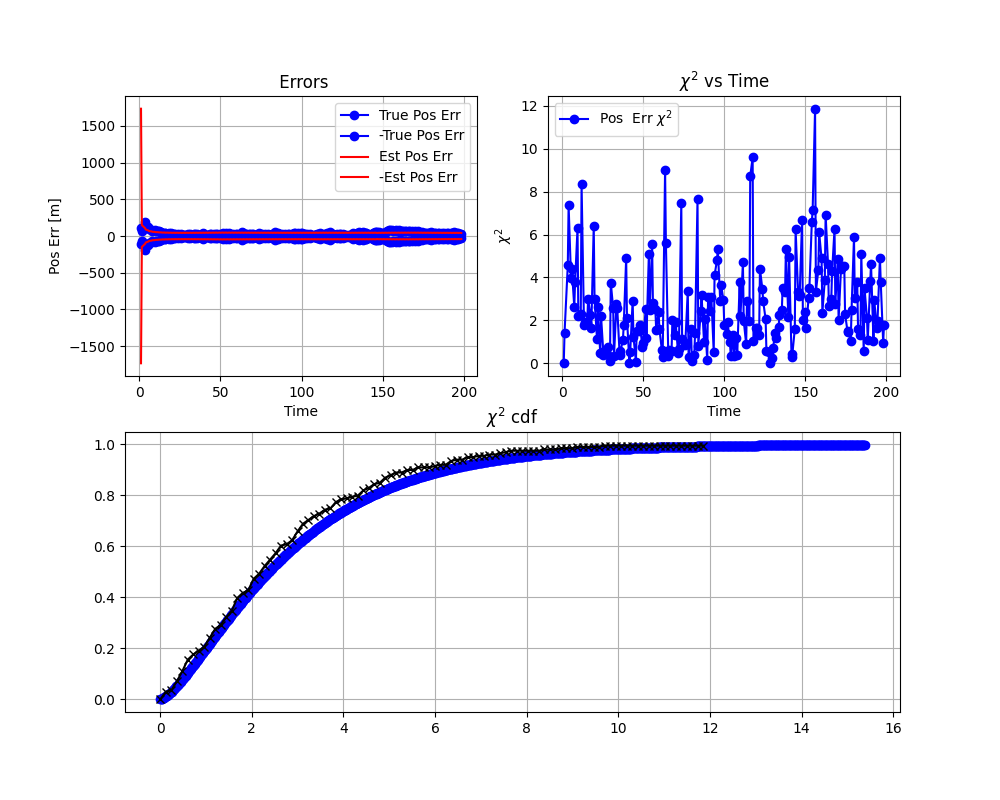 Errors
Pos Err [m]
1500
1000
500
0
−500
−1000
−1500
True Pos Err
-True Pos Err
Est Pos Err
-Est Pos Err
0 50 100 150 200
Time
χ² vs Time
χ²
12
10
8
6
4
2
0
Pos Err χ²
0 50 100 150 200
Time
χ² cdf
1.0
0.8
0.6
0.4
0.2
0.0
0 2 4 6 8 10 12 14 16